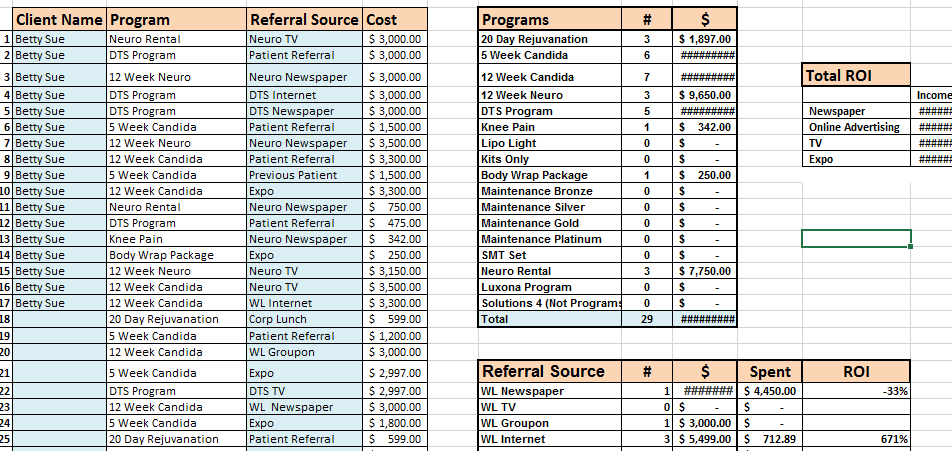 Client Name Program Referral Source Cost
1 Betty Sue Neuro Rental Neuro TV $ 3,000.00
2 Betty Sue DTS Program Patient Referral $ 3,000.00
3 Betty Sue 12 Week Neuro Neuro Newspaper $ 3,000.00
4 Betty Sue DTS Program DTS Internet $ 3,000.00
5 Betty Sue DTS Program DTS Newspaper $ 3,000.00
6 Betty Sue 5 Week Candida Patient Referral $ 1,500.00
7 Betty Sue 12 Week Neuro Neuro Newspaper $ 3,500.00
8 Betty Sue 12 Week Candida Patient Referral $ 3,300.00
9 Betty Sue 5 Week Candida Previous Patient $ 1,500.00
10 Betty Sue 12 Week Candida Expo $ 3,300.00
11 Betty Sue Neuro Rental Neuro Newspaper $ 750.00
12 Betty Sue DTS Program Patient Referral $ 475.00
13 Betty Sue Knee Pain Neuro Newspaper $ 342.00
14 Betty Sue Body Wrap Package Expo $ 250.00
15 Betty Sue 12 Week Neuro Neuro TV $ 3,150.00
16 Betty Sue 12 Week Candida Neuro TV $ 3,500.00
17 Betty Sue 12 Week Candida WL Internet $ 3,300.00
18 20 Day Rejuvanation Corp Lunch $ 599.00
19 5 Week Candida Patient Referral $ 1,200.00
20 12 Week Candida WL Groupon $ 3,000.00
21 5 Week Candida Expo $ 2,997.00
22 DTS Program DTS TV $ 2,997.00
23 12 Week Candida WL Newspaper $ 3,000.00
24 5 Week Candida Expo $ 1,800.00
25 20 Day Rejuvanation Patient Referral $ 599.00
Programs # $
20 Day Rejuvanation 3 $ 1,897.00
5 Week Candida 6 #########
12 Week Candida 7 #########
12 Week Neuro 3 $ 9,650.00
DTS Program 5 #########
Knee Pain 1 $ 342.00
Lipo Light 0 $ -
Kits Only 0 $ -
Body Wrap Package 1 $ 250.00
Maintenance Bronze 0 $ -
Maintenance Silver 0 $ -
Maintenance Gold 0 $ -
Maintenance Platinum 0 $ -
SMT Set 0 $ -
Neuro Rental 3 $ 7,750.00
Luxona Program 0 $ -
Solutions 4 (Not Programs 0 $ -
Total 29 #########
Referral Source # $ Spent ROI
WL Newspaper 1 ####### $ 4,450.00 -33%
WL TV 0 $ - $ -
WL Groupon 1 $ 3,000.00 $ -
WL Internet 3 $ 5,499.00 $ 712.89 671%
Total ROI
Income
Newspaper ######
Online Advertising ######
TV ######
Expo ######